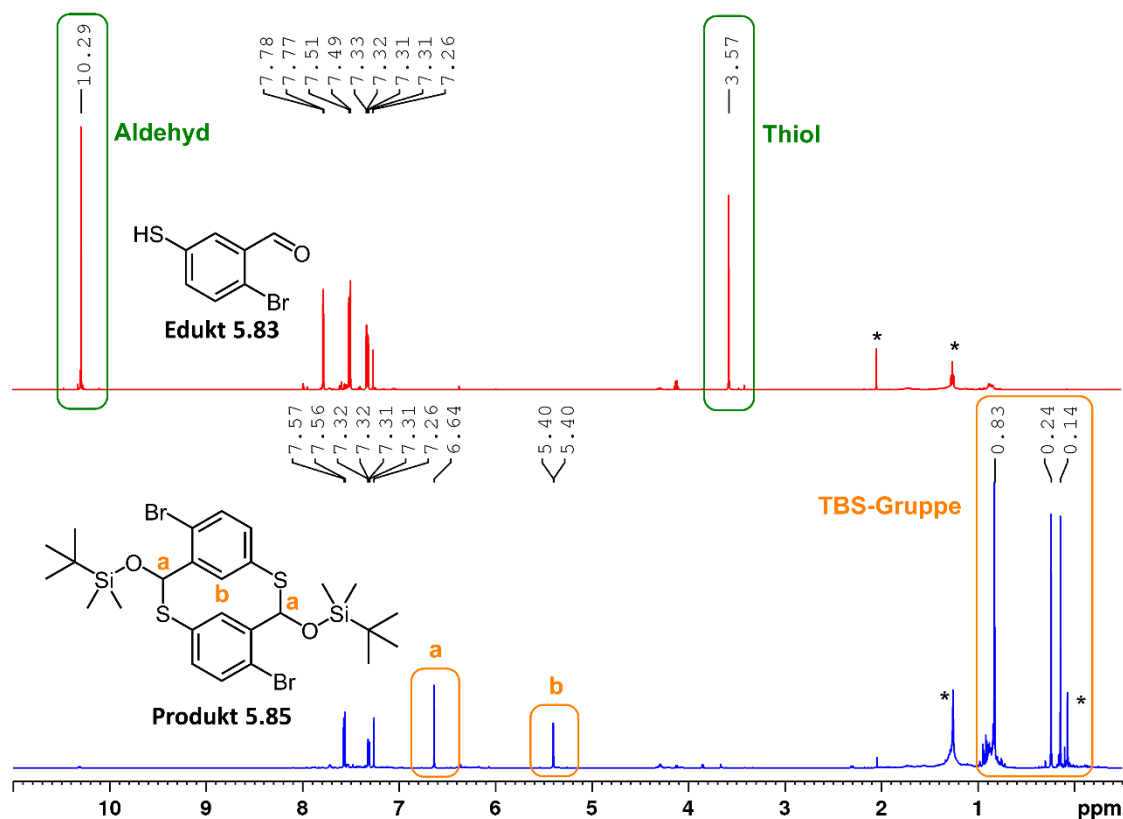 10.29
7.78
7.77
7.51
7.49
7.33
7.32
7.31
7.31
7.26
3.57
Aldehyd
Thiol
HS
O
Br
Edukt 5.83
*
*
7.57
7.56
7.32
7.32
7.31
7.31
7.26
6.64
5.40
5.40
0.83
0.24
0.14
TBS-Gruppe
Br
O
a
Si
b
S
S
a
Si
O
Br
Produkt 5.85
a
b
*
*
10 9 8 7 6 5 4 3 2 1 ppm